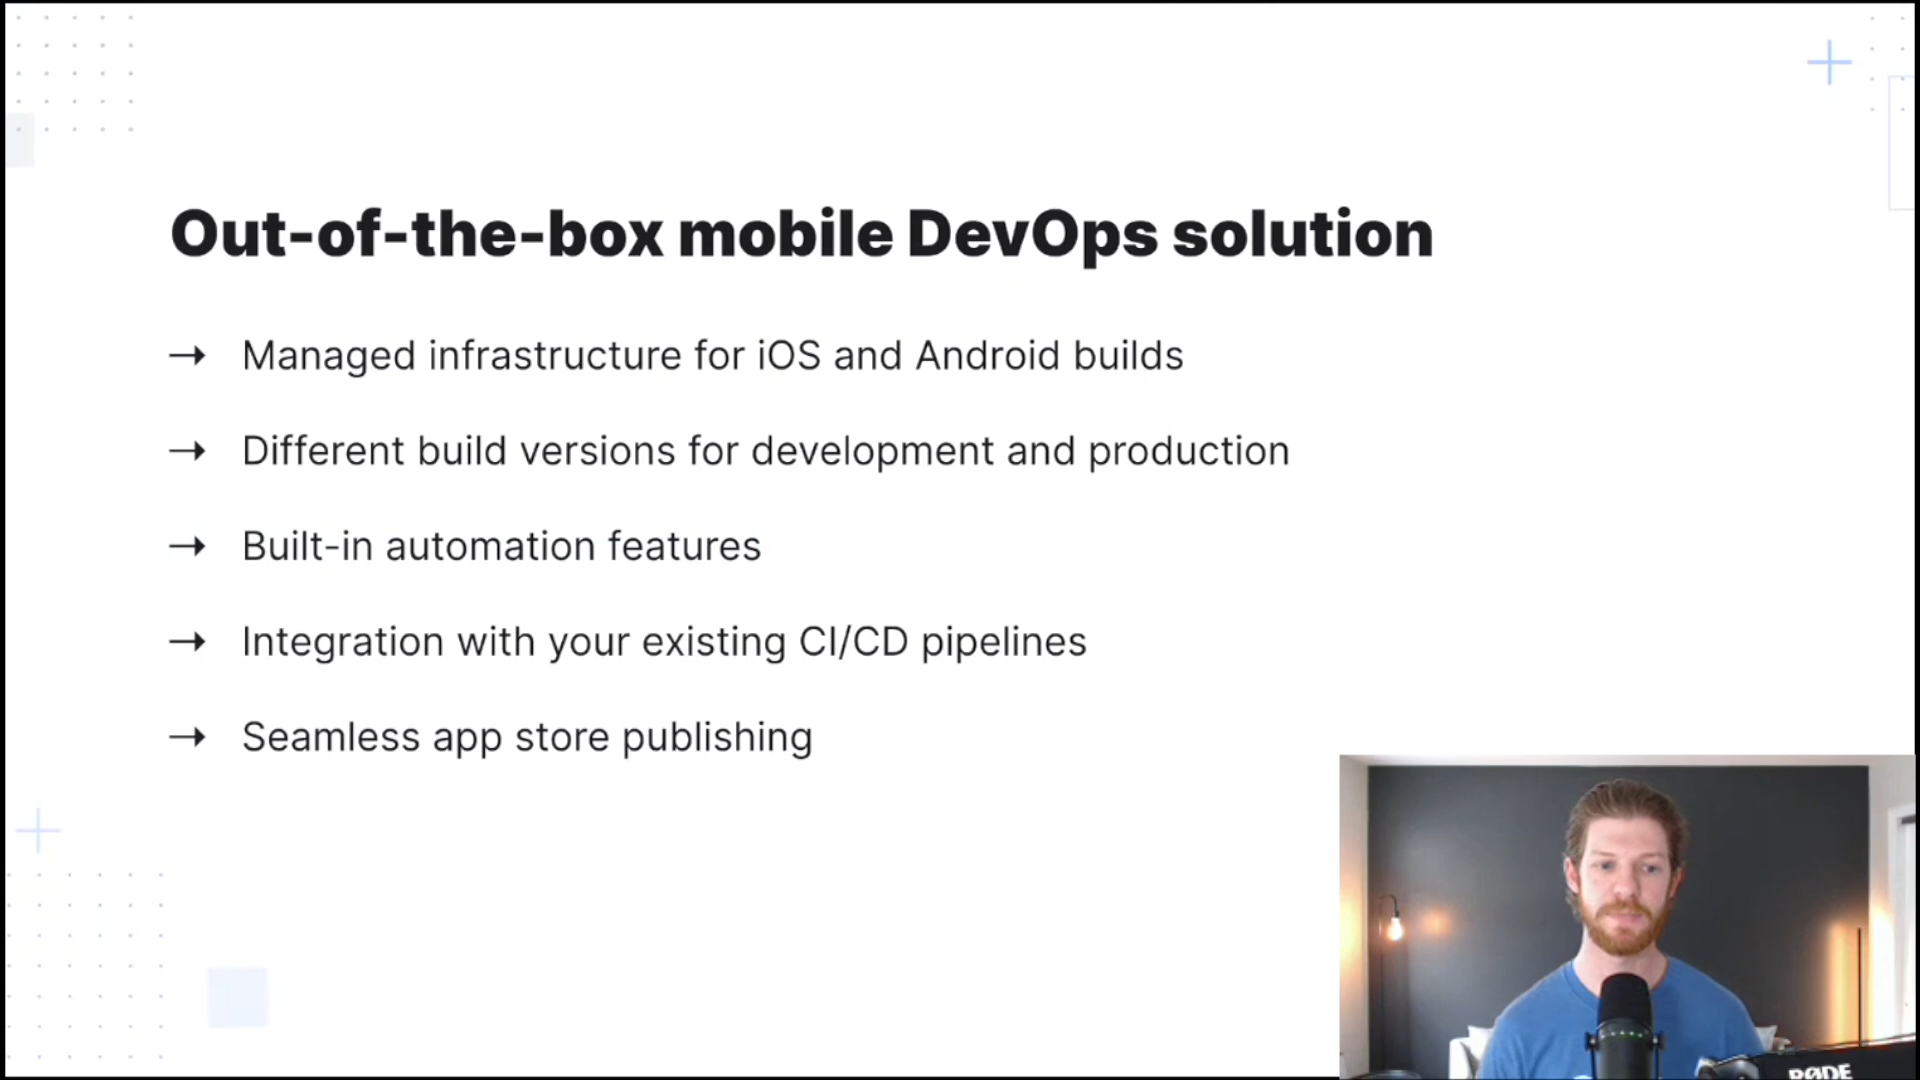 Out-of-the-box mobile DevOps solution
→ Managed infrastructure for iOS and Android builds
→ Different build versions for development and production
→ Built-in automation features
→ Integration with your existing CI/CD pipelines
→ Seamless app store publishing
RØDE